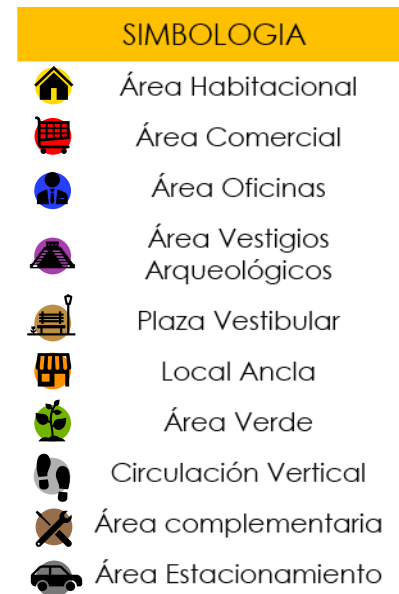 SIMBOLOGIA
Área Habitacional
Área Comercial
Área Oficinas
Área Vestigios
Arqueológicos
Plaza Vestibular
Local Ancla
Área Verde
Circulación Vertical
Área complementaria
Área Estacionamiento